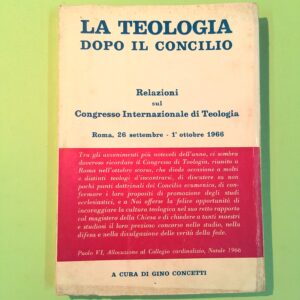 LA TEOLOGIA
DOPO IL CONCILIO
Relazioni
sul
Congresso Internazionale di Teologia
Roma, 26 settembre - 1° ottobre 1966
Tra gli avvenimenti più notevoli dell'anno, ci sembra
doveroso ricordare il Congresso di Teologia, riunito a
Roma nell'ottobre scorso, che diede occasione a molti
e distinti teologi d'incontrarsi, di discutere su non
pochi punti dottrinali del Concilio ecumenico, di con-
fermare i loro propositi di promozione degli studi
ecclesiastici, e a Noi offerse la felice opportunità di
incoraggiare la cultura teologica nel suo retto rapporto
col magistero della Chiesa e di chiedere a tanti maestri
e studiosi il loro prezioso concorso nello studio, nella
difesa e nella divulgazione delle verità della fede.
Paolo VI, Allocuzione al Collegio cardinalizio, Natale 1966
A CURA DI GINO CONCETTI